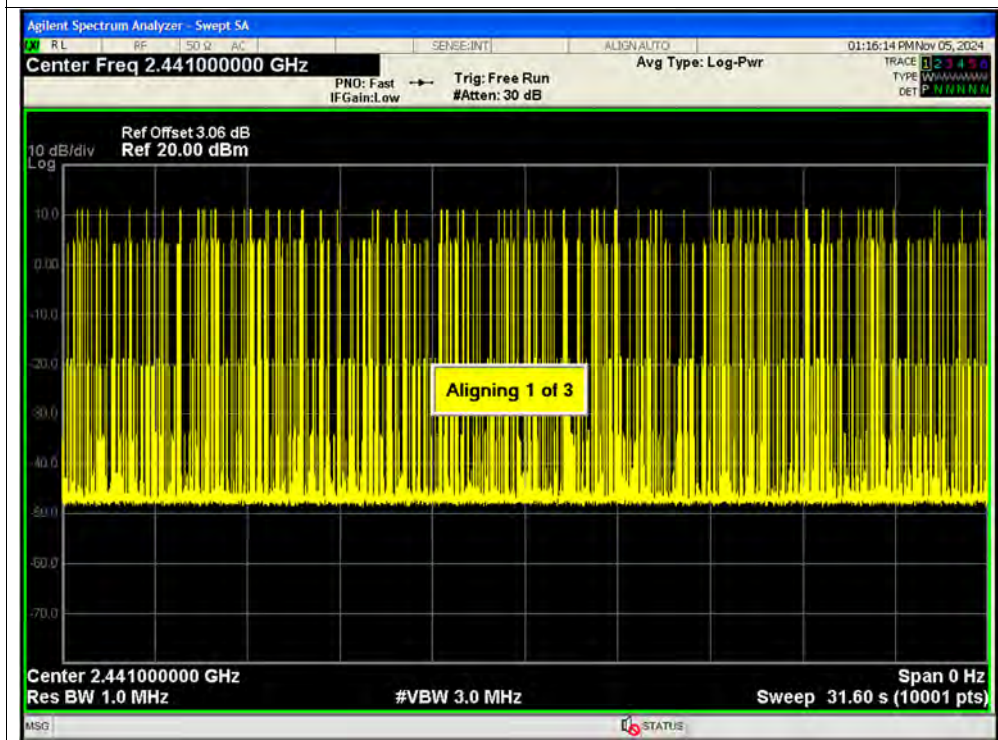 Agilent Spectrum Analyzer - Swept SA
RL RF 50 Ω AC SENSE:INT ALIGN AUTO 01:16:14 PM Nov 05, 2024
Center Freq 2.441000000 GHz
PNO: Fast
IFGain:Low
Trig: Free Run
#Atten: 30 dB
Avg Type: Log-Pwr
TRACE 1 2 3 4 5 6
TYPE WWWWWW
DET P N N N N N
Ref Offset 3.06 dB
10 dB/div Ref 20.00 dBm
Log
10.0
0.00
-10.0
-20.0
-30.0
-40.0
-50.0
-60.0
-70.0
Aligning 1 of 3
Center 2.441000000 GHz Span 0 Hz
Res BW 1.0 MHz #VBW 3.0 MHz Sweep 31.60 s (10001 pts)
MSG STATUS